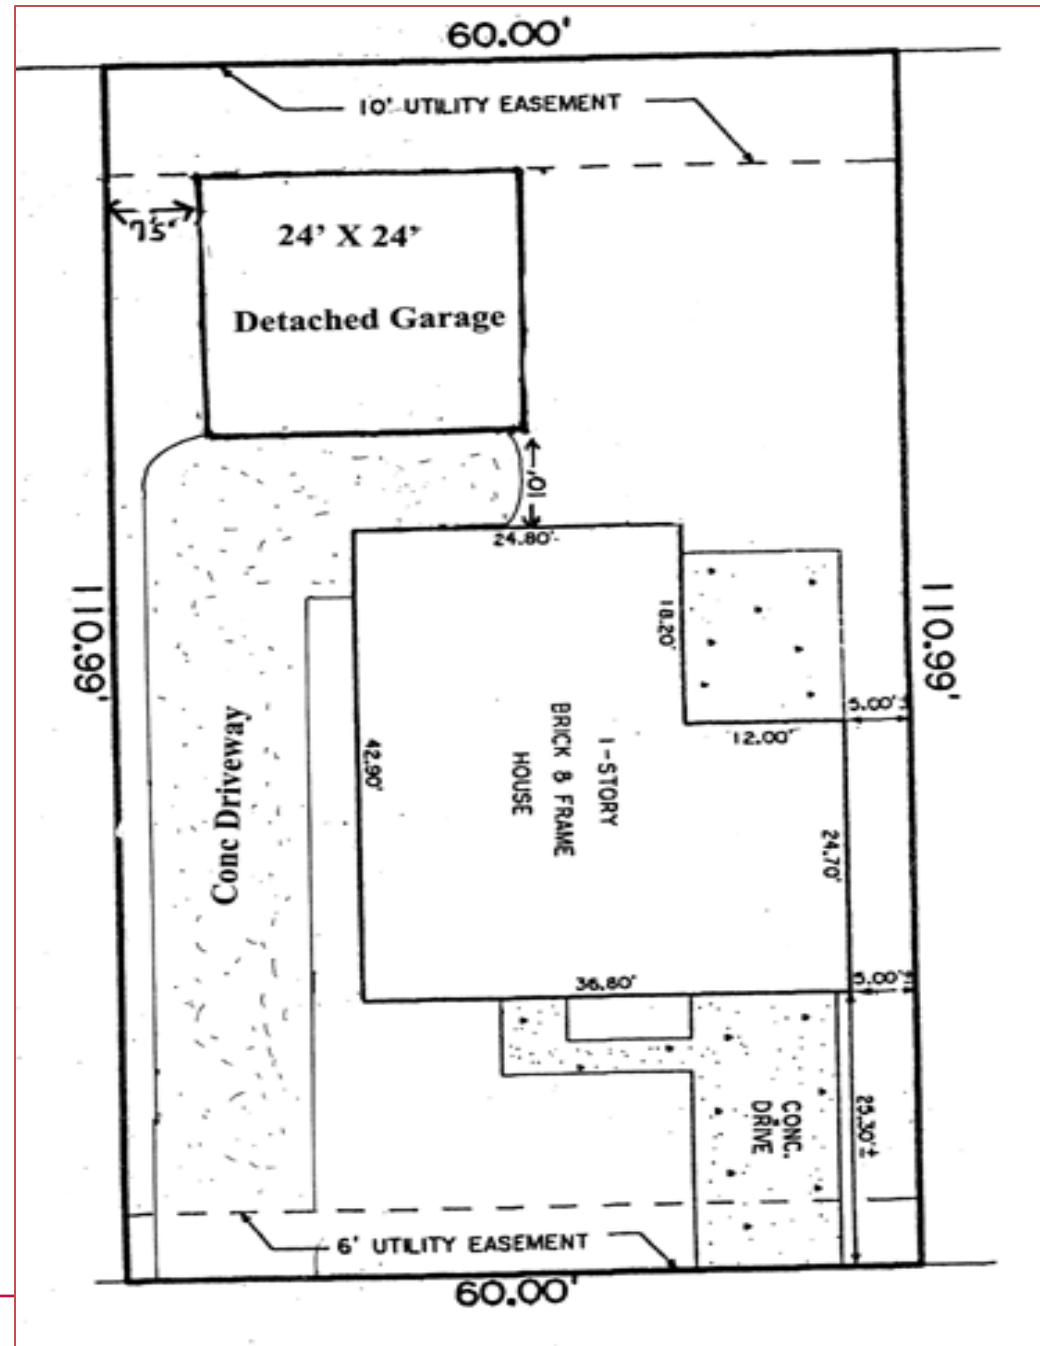 60.00'
10' UTILITY EASEMENT
24' X 24'
Detached Garage
10'
24.80'
110.99'
110.99'
18.20'
5.00'±
12.00'
42.90'
1-STORY
BRICK & FRAME
HOUSE
Conc Driveway
24.70'
36.80'
5.00'±
CONC.
DRIVE
25.30'±
6' UTILITY EASEMENT
60.00'